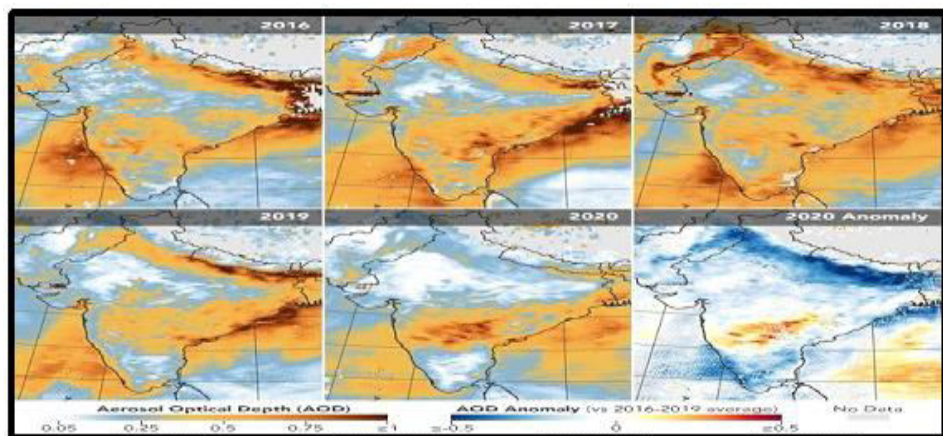 2016
2017
2018
2019
2020
2020 Anomaly
Aerosol Optical Depth (AOD)
0.05 0.25 0.5 0.75 ≥1
AOD Anomaly (vs 2016-2019 average)
≤-0.5 0 ≥0.5
No Data